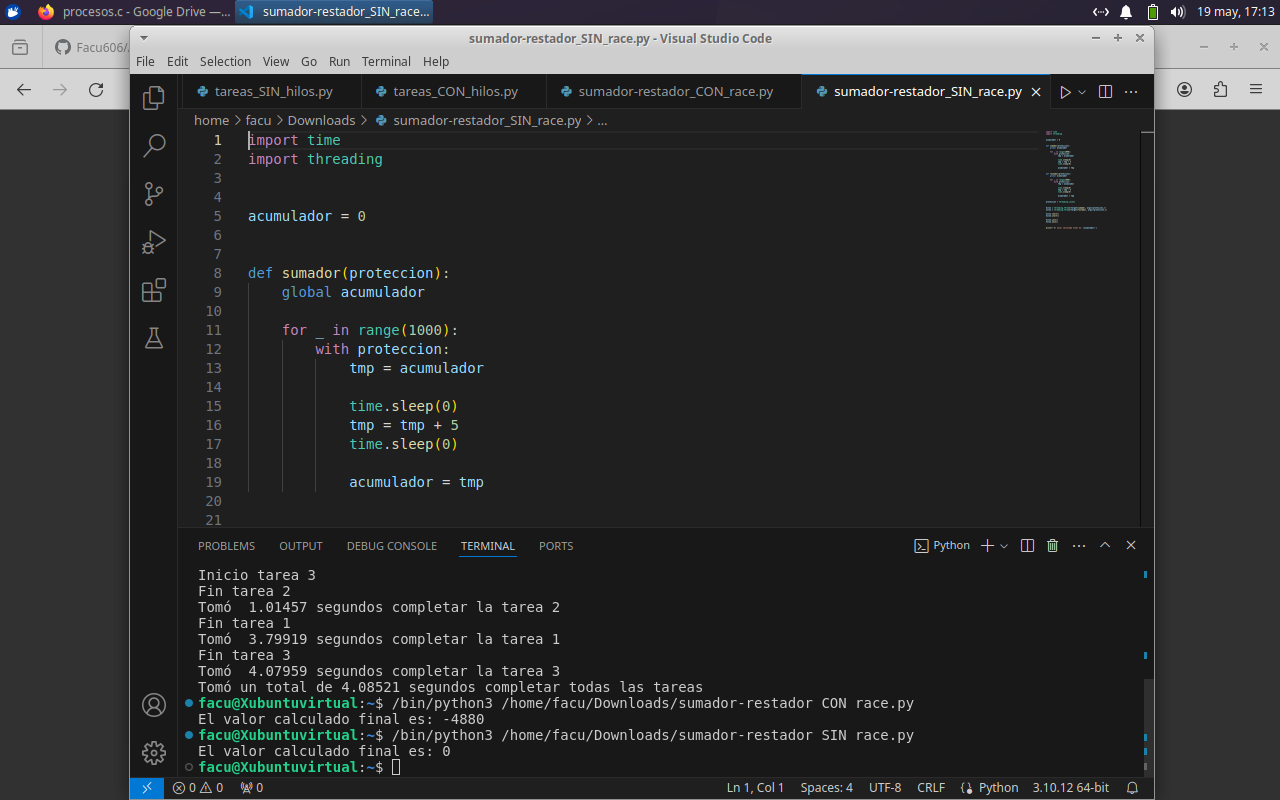 procesos.c - Google Drive —...
sumador-restador_SIN_race.py...
19 may, 17:13
Facu606/
sumador-restador_SIN_race.py - Visual Studio Code
File Edit Selection View Go Run Terminal Help
tareas_SIN_hilos.py
tareas_CON_hilos.py
sumador-restador_CON_race.py
sumador-restador_SIN_race.py
home > facu > Downloads > sumador-restador_SIN_race.py > ...
1 import time
2 import threading
3
4
5 acumulador = 0
6
7
8 def sumador(proteccion):
9 global acumulador
10
11 for _ in range(1000):
12 with proteccion:
13 tmp = acumulador
14
15 time.sleep(0)
16 tmp = tmp + 5
17 time.sleep(0)
18
19 acumulador = tmp
20
21
PROBLEMS OUTPUT DEBUG CONSOLE TERMINAL PORTS
Python
Inicio tarea 3
Fin tarea 2
Tomó  1.01457 segundos completar la tarea 2
Fin tarea 1
Tomó  3.79919 segundos completar la tarea 1
Fin tarea 3
Tomó  4.07959 segundos completar la tarea 3
Tomó un total de 4.08521 segundos completar todas las tareas
facu@Xubuntuvirtual:~$ /bin/python3 /home/facu/Downloads/sumador-restador CON race.py
El valor calculado final es: -4880
facu@Xubuntuvirtual:~$ /bin/python3 /home/facu/Downloads/sumador-restador SIN race.py
El valor calculado final es: 0
facu@Xubuntuvirtual:~$
0 0 0 Ln 1, Col 1 Spaces: 4 UTF-8 CRLF Python 3.10.12 64-bit